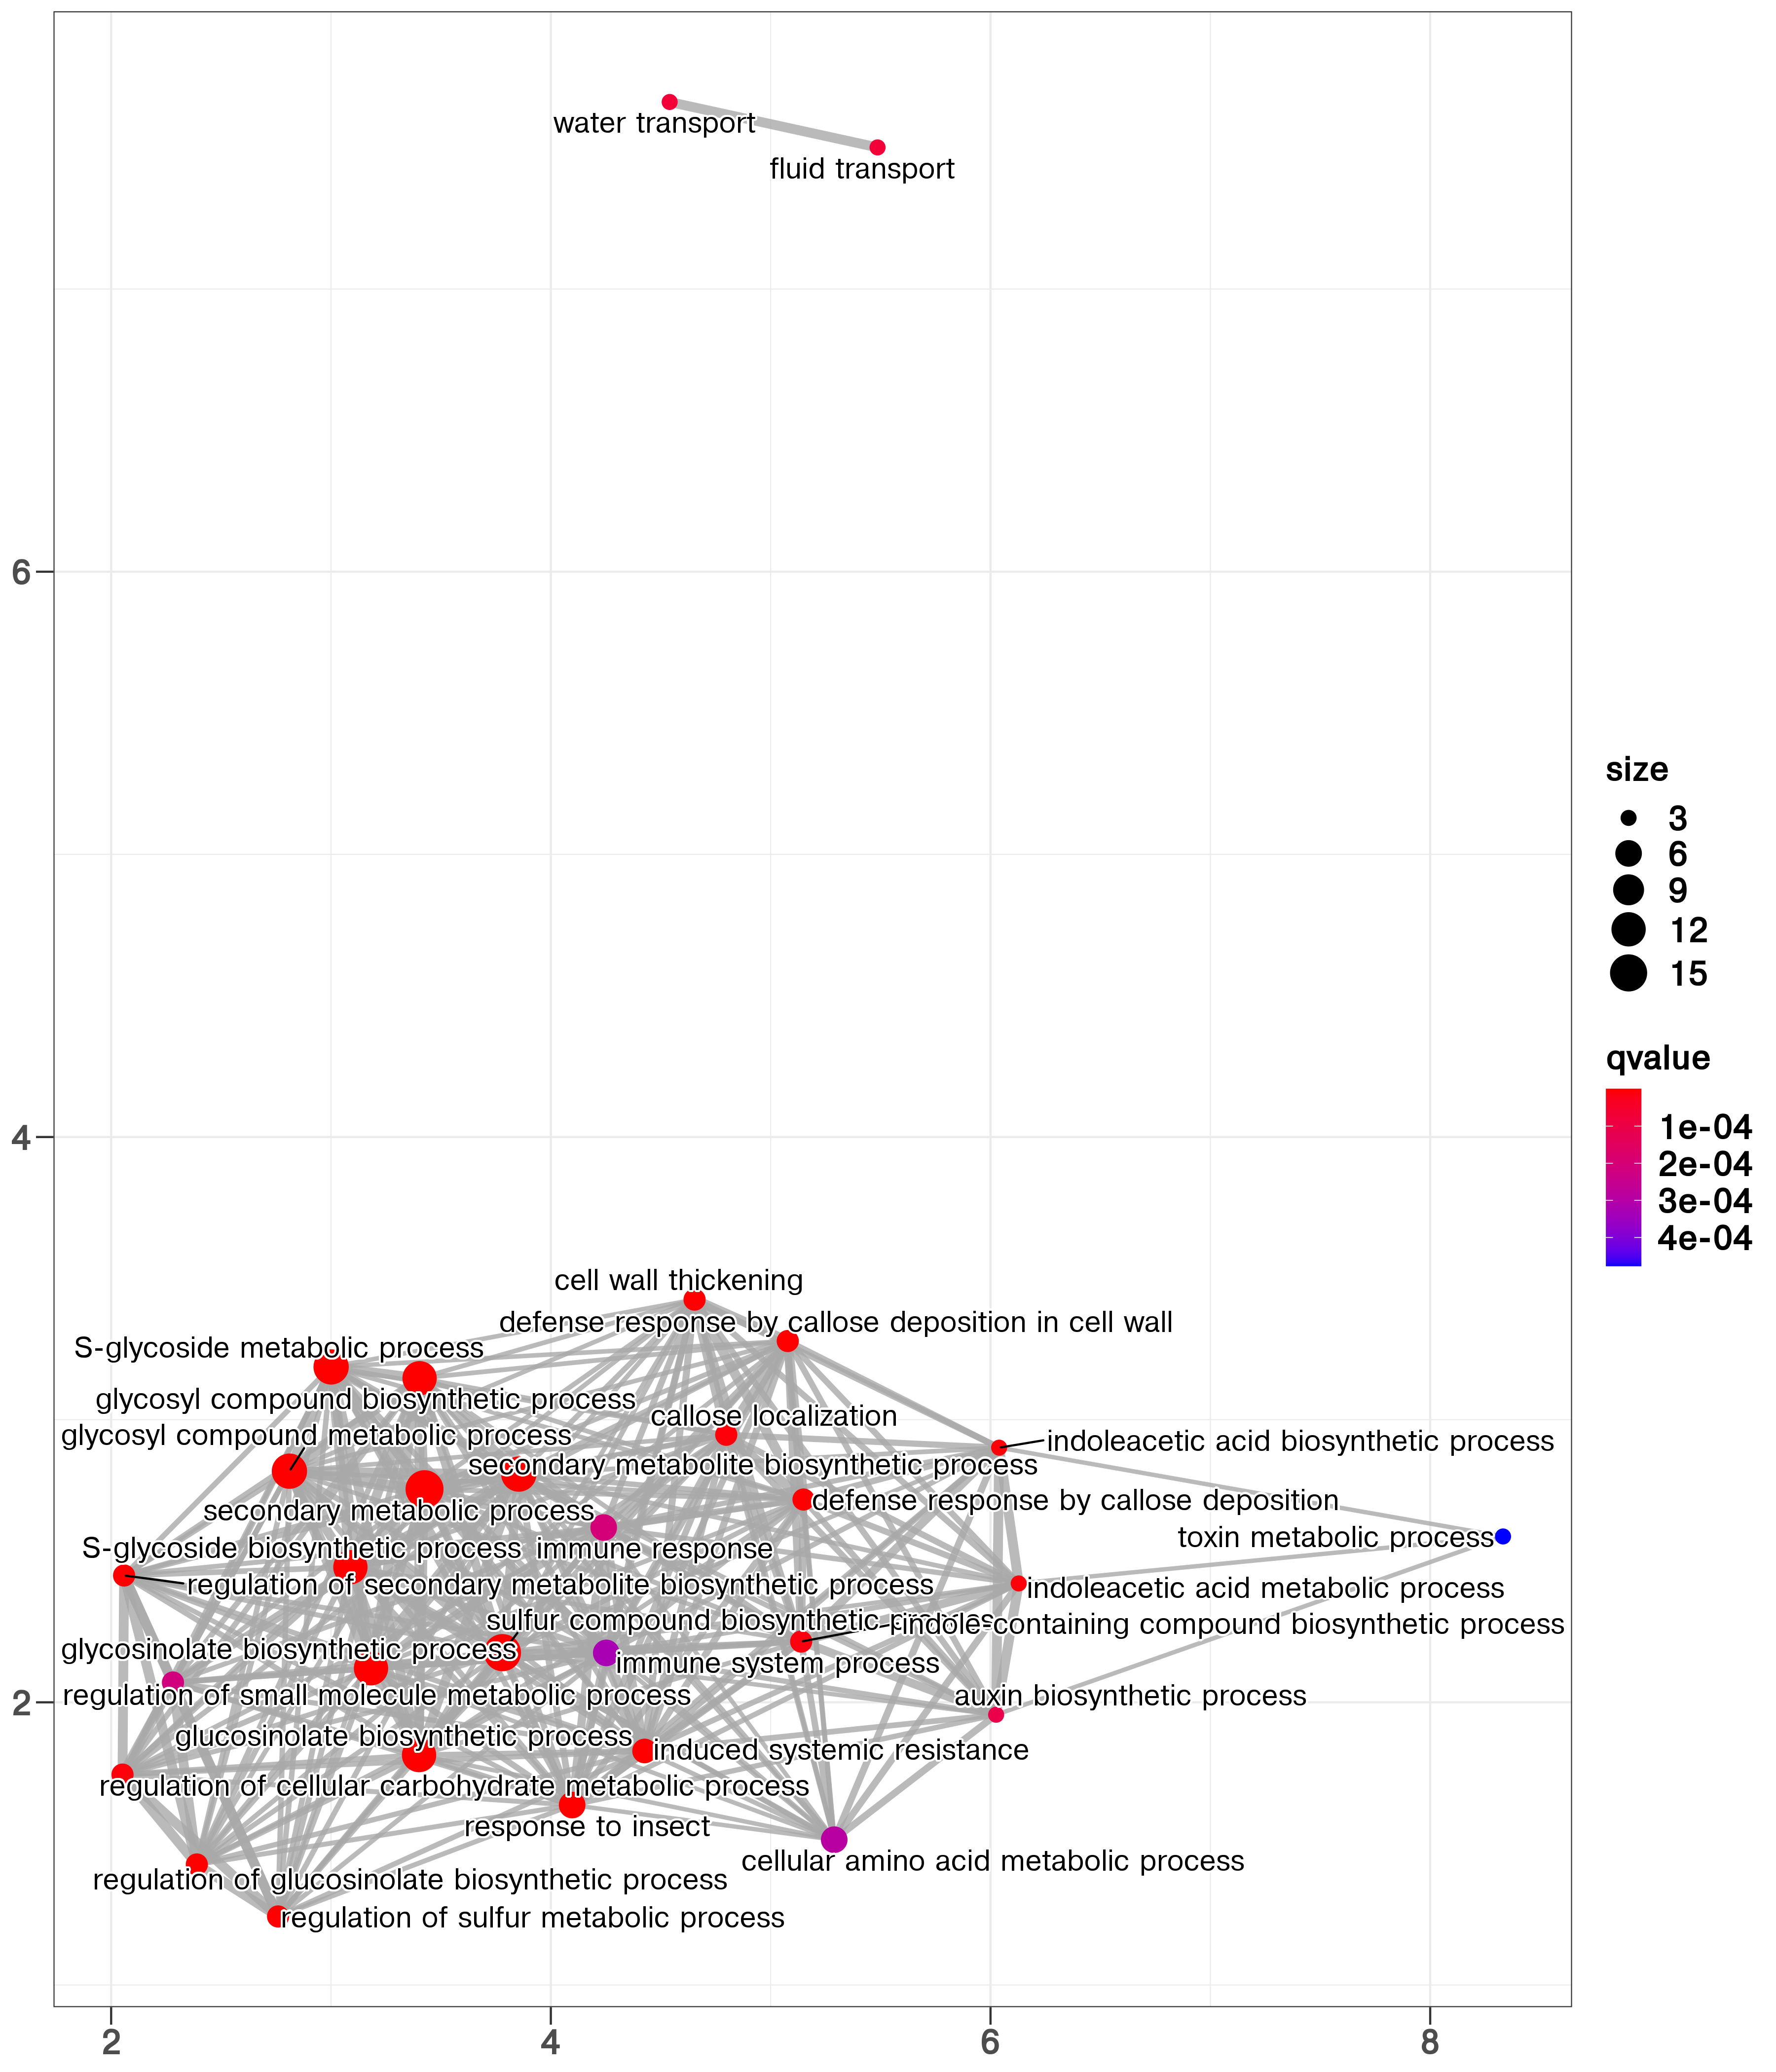 water transport
fluid transport
6
size
3
6
9
12
15
qvalue
1e-04
2e-04
3e-04
4e-04
4
cell wall thickening
defense response by callose deposition in cell wall
S-glycoside metabolic process
glycosyl compound biosynthetic process
callose localization
glycosyl compound metabolic process
indoleacetic acid biosynthetic process
secondary metabolite biosynthetic process
defense response by callose deposition
secondary metabolic process
toxin metabolic process
S-glycoside biosynthetic process
immune response
regulation of secondary metabolite biosynthetic process
indoleacetic acid metabolic process
sulfur compound biosynthetic process
indole-containing compound biosynthetic process
glycosinolate biosynthetic process
immune system process
regulation of small molecule metabolic process
auxin biosynthetic process
2
glucosinolate biosynthetic process
induced systemic resistance
regulation of cellular carbohydrate metabolic process
response to insect
cellular amino acid metabolic process
regulation of glucosinolate biosynthetic process
regulation of sulfur metabolic process
2
4
6
8